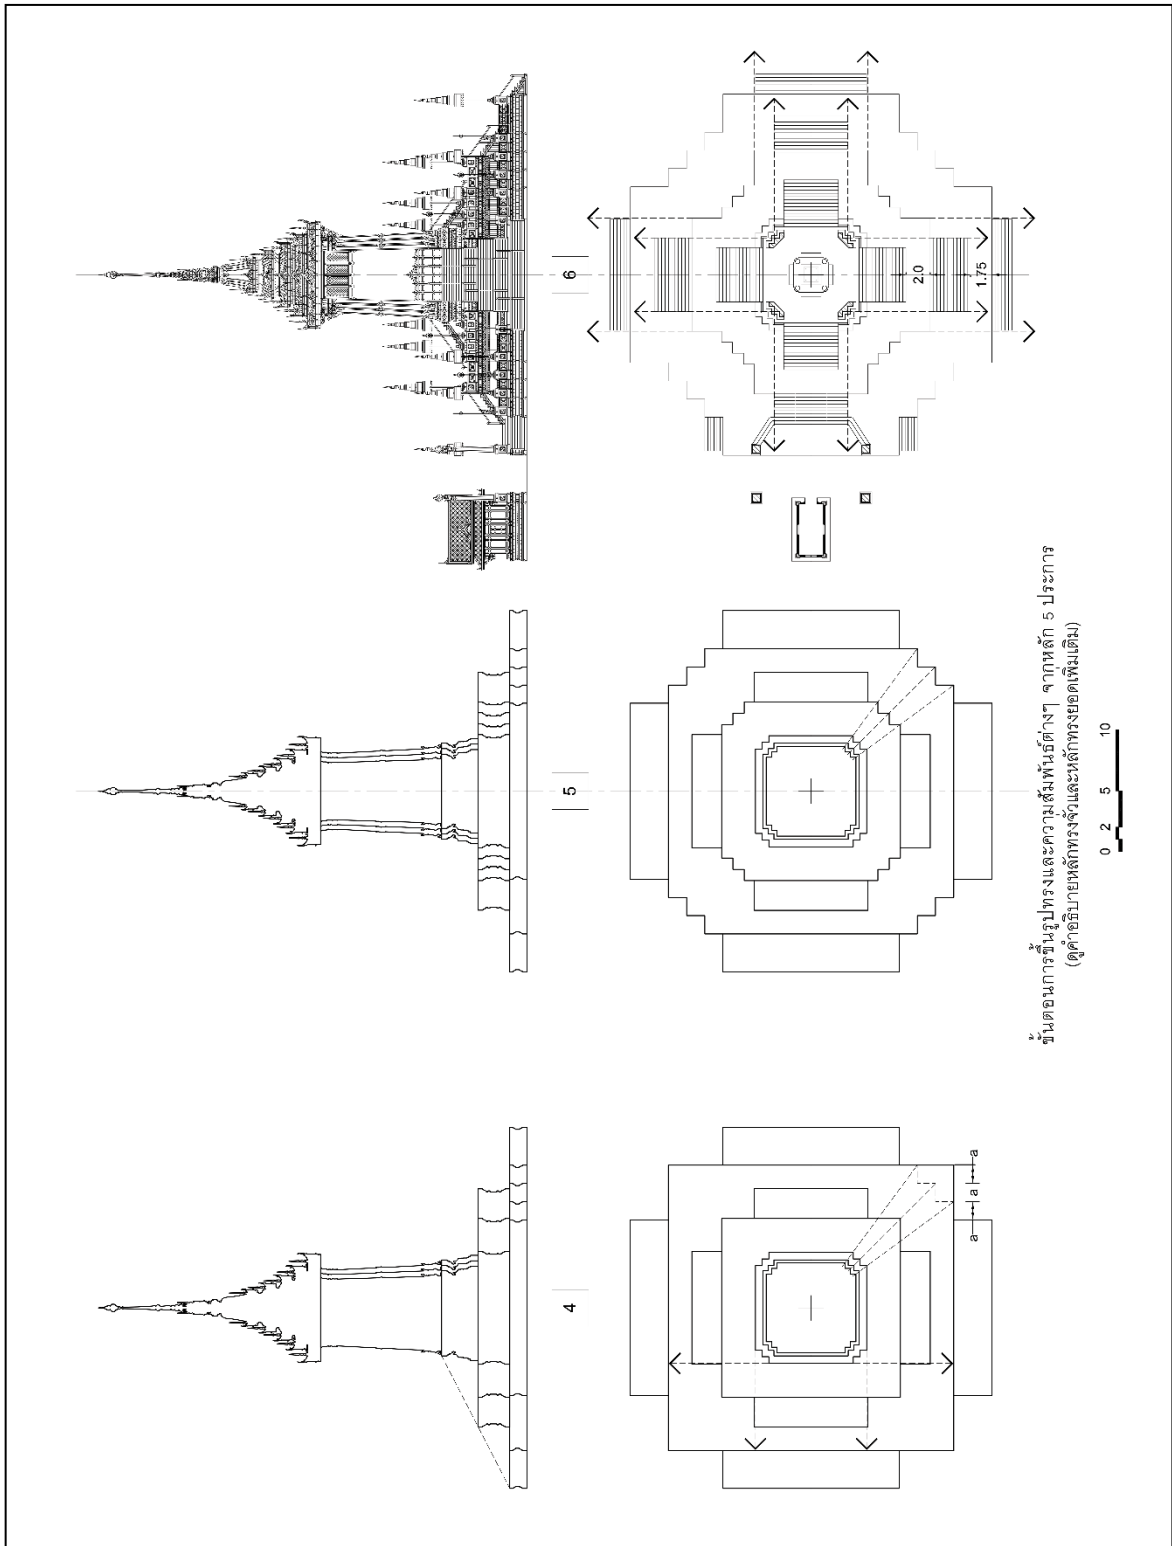 4
5
6
a
a
a
2.0
1.75
ขั้นตอนการขึ้นรูปทรงและความสัมพันธ์ต่างๆ จากหลัก 5 ประการ
(ดูคำอธิบายหลักทรงจั่วและหลักทรงยอดเพิ่มเติม)
0 2 5 10